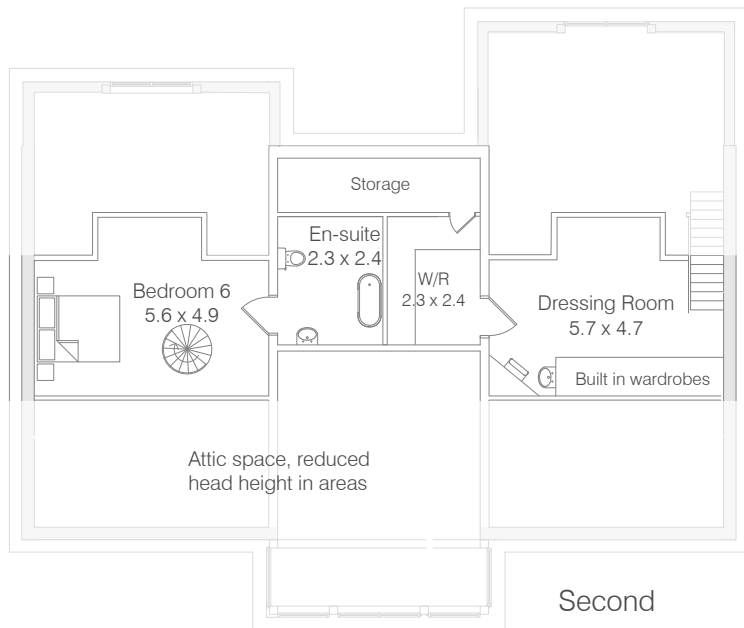 Storage
En-suite
2.3 x 2.4
W/R
2.3 x 2.4
Bedroom 6
5.6 x 4.9
Dressing Room
5.7 x 4.7
Built in wardrobes
Attic space, reduced
head height in areas
Second